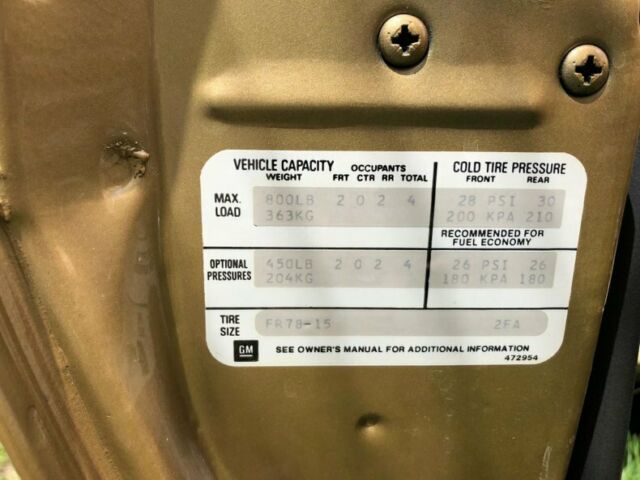 VEHICLE CAPACITY OCCUPANTS COLD TIRE PRESSURE
WEIGHT FRT CTR RR TOTAL FRONT REAR
MAX. LOAD 800LB 2 0 2 4 28 PSI 30
363KG 200 KPA 210
RECOMMENDED FOR
FUEL ECONOMY
OPTIONAL PRESSURES 450LB 2 0 2 4 26 PSI 26
204KG 180 KPA 180
TIRE SIZE FR78-15 2FA
GM SEE OWNER'S MANUAL FOR ADDITIONAL INFORMATION
472954